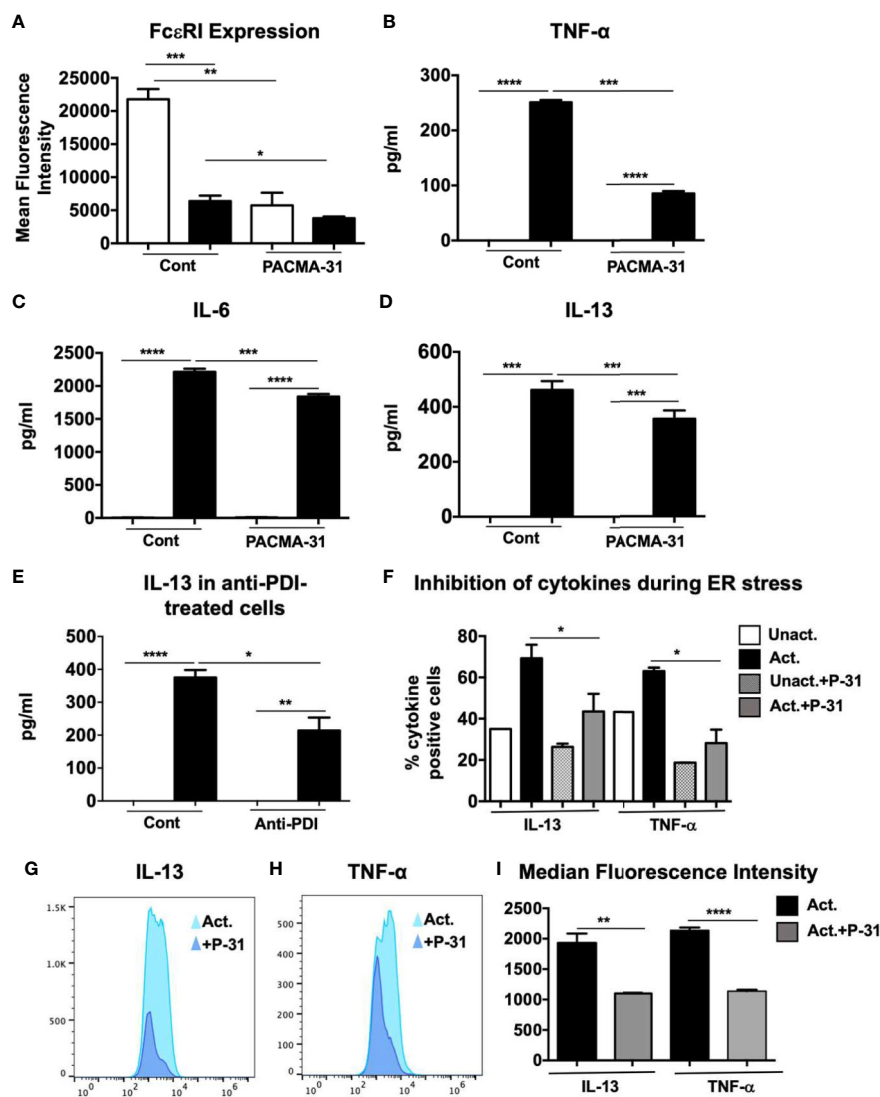 A
FcεRI Expression
***
**
*
25000
20000
15000
10000
5000
0
Mean Fluorescence
Intensity
Cont
PACMA-31
B
TNF-α
****
***
****
300
200
100
0
pg/ml
Cont
PACMA-31
C
IL-6
****
***
****
2500
2000
1500
1000
500
0
pg/ml
Cont
PACMA-31
D
IL-13
***
***
***
600
400
200
0
pg/ml
Cont
PACMA-31
E
IL-13 in anti-PDI-
treated cells
****
*
**
500
400
300
200
100
0
pg/ml
Cont
Anti-PDI
F
Inhibition of cytokines during ER stress
*
*
80
60
40
20
0
% cytokine
positive cells
IL-13
TNF-α
Unact.
Act.
Unact.+P-31
Act.+P-31
G
IL-13
1.5K
1.0K
500
0
Act.
+P-31
10⁰
10²
10⁴
10⁶
H
TNF-α
500
400
300
200
100
0
Act.
+P-31
10⁰
10²
10⁴
10⁶
I
Median Fluorescence Intensity
**
****
2500
2000
1500
1000
500
0
IL-13
TNF-α
Act.
Act.+P-31